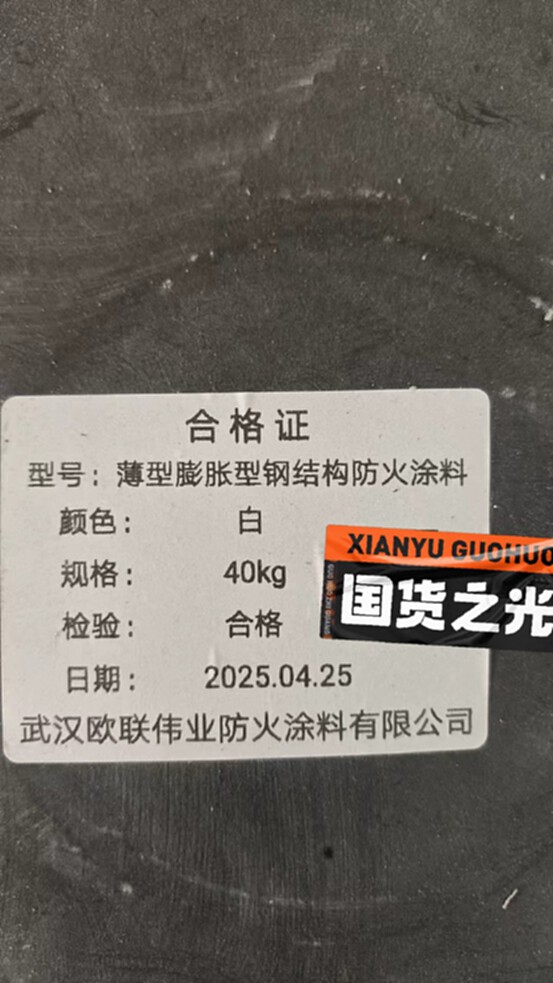 合格证
型号：薄型膨胀型钢结构防火涂料
颜色： 白
规格： 40kg
检验： 合格
日期： 2025.04.25
武汉欧联伟业防火涂料有限公司
XIANYU GUOHUO
国货之光